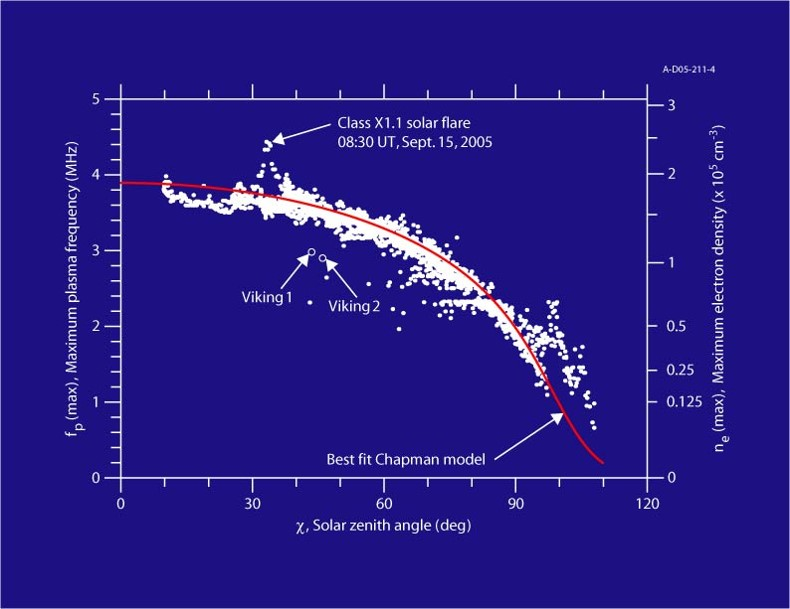 A-D05-211-4
5
4
3
2
1
0
f_p (max), Maximum plasma frequency (MHz)
Class X1.1 solar flare
08:30 UT, Sept. 15, 2005
Viking 1
Viking 2
Best fit Chapman model
3
2
1
0.5
0.25
0.125
0
n_e (max), Maximum electron density (x 10^5 cm^-3)
0 30 60 90 120
χ, Solar zenith angle (deg)